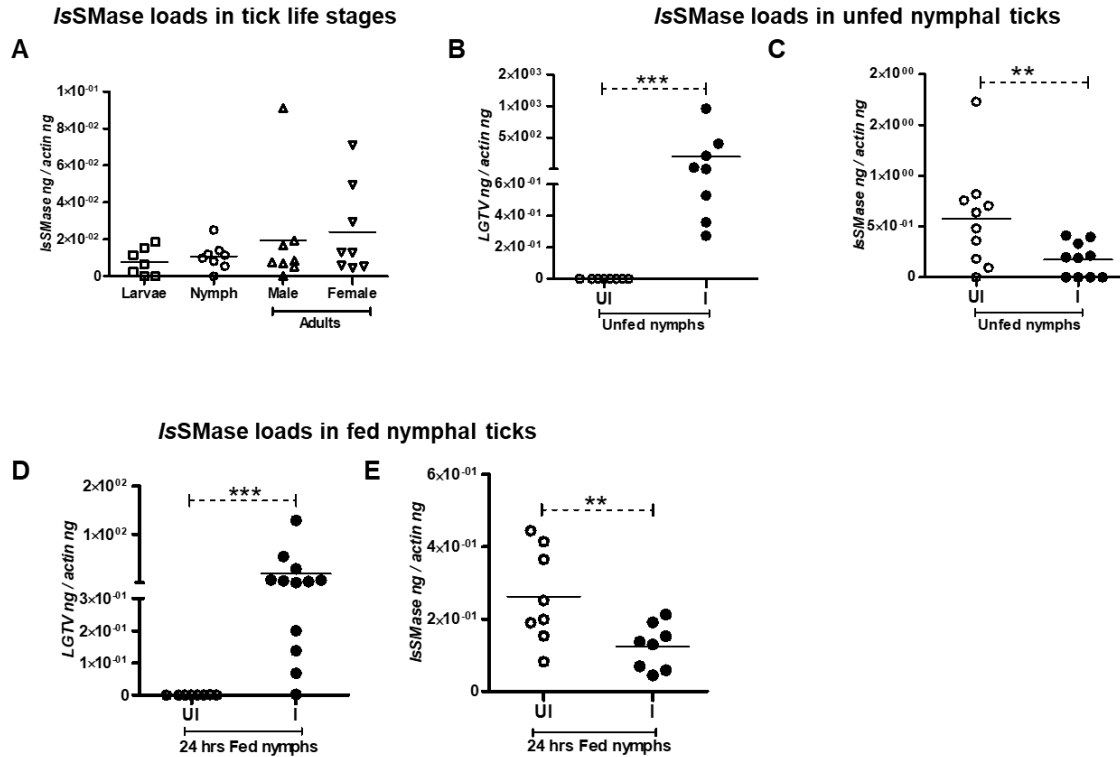 IsSMase loads in tick life stages
IsSMase loads in unfed nymphal ticks
A
IsSMase ng / actin ng
1×10-01
8×10-02
6×10-02
4×10-02
2×10-02
0
Larvae Nymph Male Female
Adults
B
LGTV ng / actin ng
2×1003
1×1003
5×1002
6×10-01
4×10-01
2×10-01
0
***
UI I
Unfed nymphs
C
IsSMase ng / actin ng
2×1000
2×1000
1×1000
5×10-01
0
**
UI I
Unfed nymphs
IsSMase loads in fed nymphal ticks
D
LGTV ng / actin ng
2×1002
1×1002
3×10-01
2×10-01
1×10-01
0
***
UI I
24 hrs Fed nymphs
E
IsSMase ng / actin ng
6×10-01
4×10-01
2×10-01
0
**
UI I
24 hrs Fed nymphs